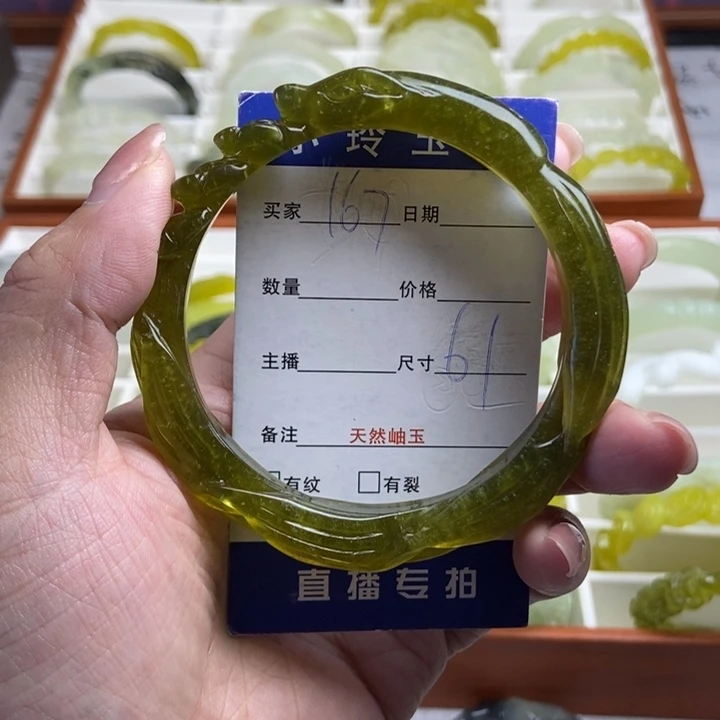 玲玉
买家 167 日期
数量 价格
主播 尺寸 61
备注 天然岫玉
□有纹 □有裂
直播专拍